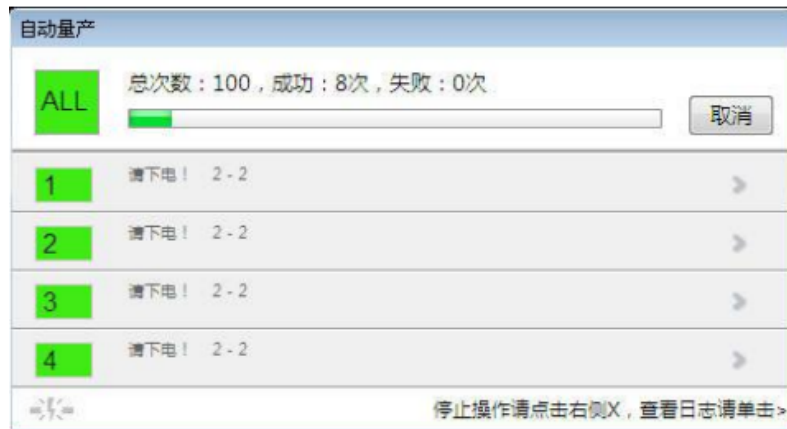 自动量产
ALL
总次数：100，成功：8次，失败：0次
取消
1 请下电！ 2-2
2 请下电！ 2-2
3 请下电！ 2-2
4 请下电！ 2-2
停止操作请点击右侧X，查看日志请单击>